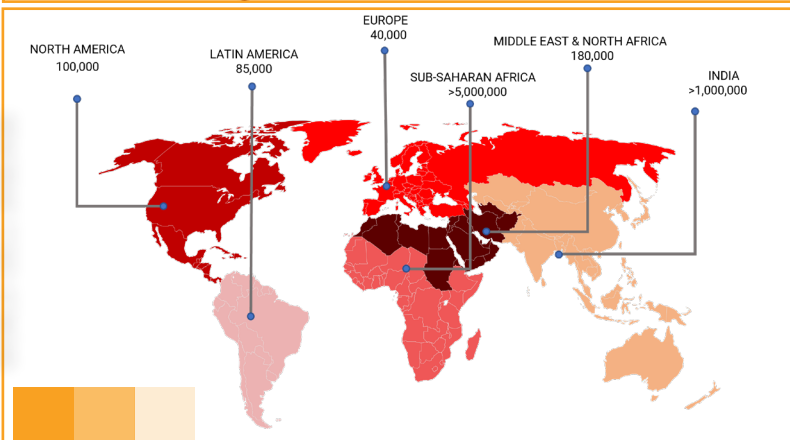 EUROPE
40,000
NORTH AMERICA
100,000
LATIN AMERICA
85,000
MIDDLE EAST & NORTH AFRICA
180,000
SUB-SAHARAN AFRICA
>5,000,000
INDIA
>1,000,000